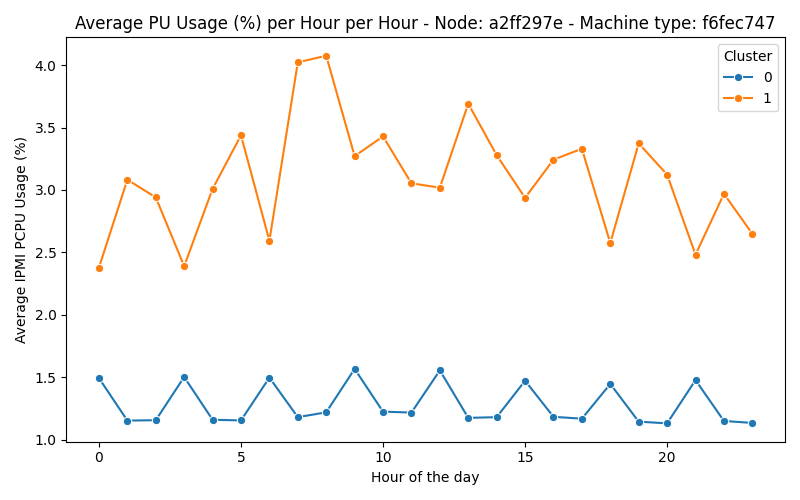 Average PU Usage (%) per Hour per Hour - Node: a2ff297e - Machine type: f6fec747
Cluster
0
1
Average IPMI PCPU Usage (%)
4.0
3.5
3.0
2.5
2.0
1.5
1.0
0 5 10 15 20
Hour of the day